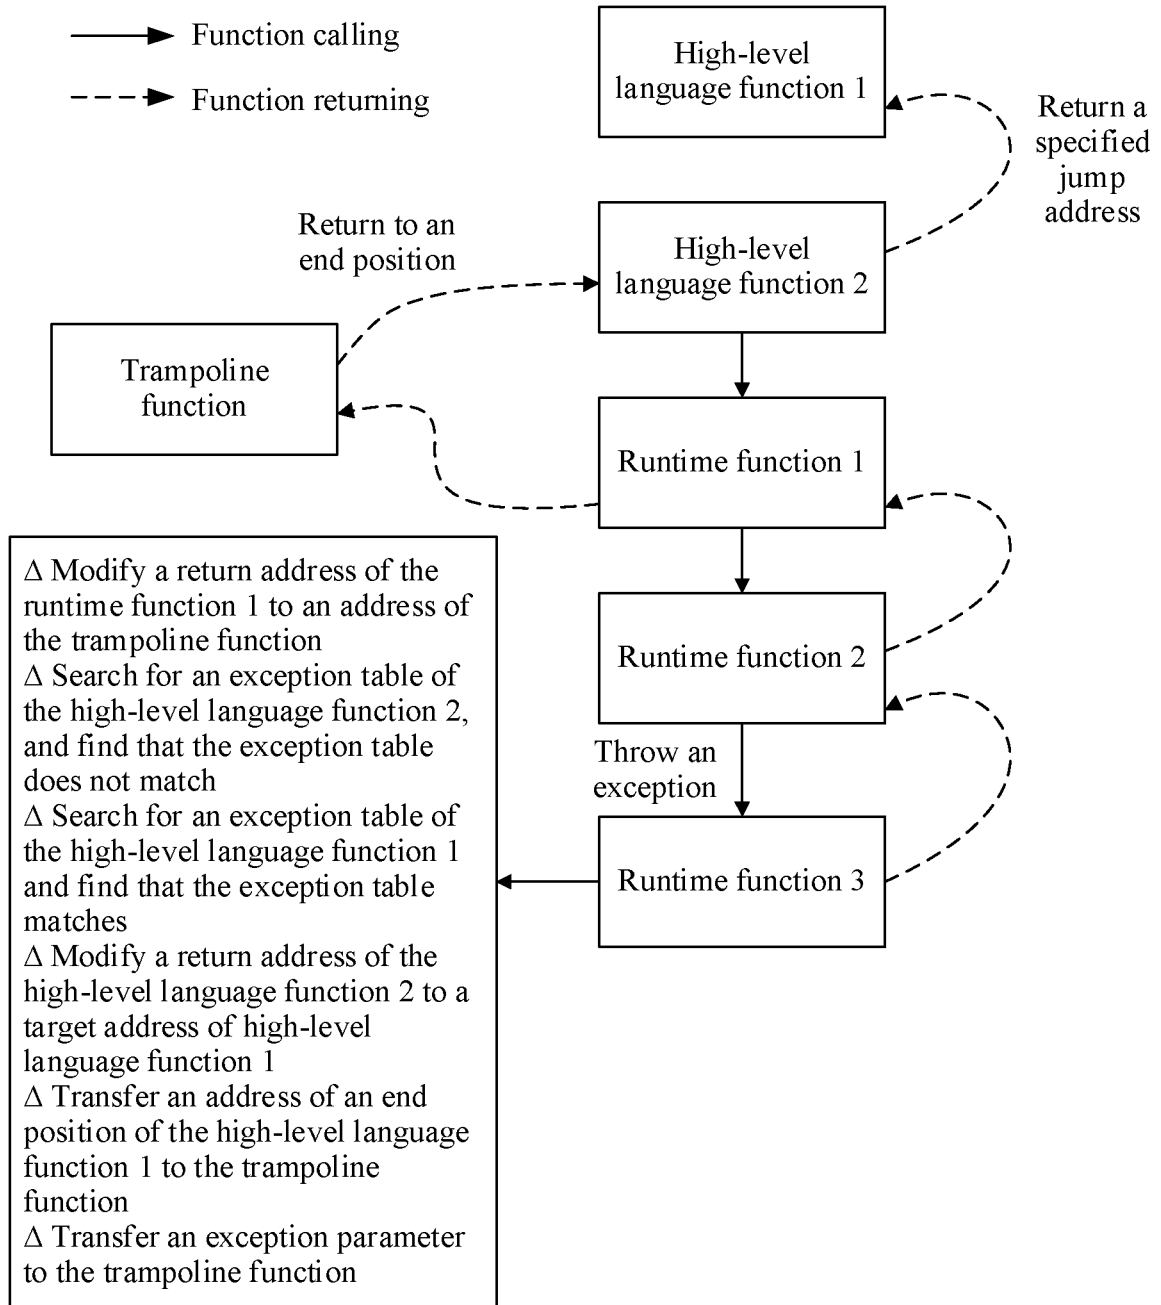 Function calling
Function returning
High-level
language function 1
Return a
specified
jump
address
Return to an
end position
High-level
language function 2
Trampoline
function
Runtime function 1
Runtime function 2
Throw an
exception
Runtime function 3
Δ Modify a return address of the
runtime function 1 to an address of
the trampoline function
Δ Search for an exception table of
the high-level language function 2,
and find that the exception table
does not match
Δ Search for an exception table of
the high-level language function 1
and find that the exception table
matches
Δ Modify a return address of the
high-level language function 2 to a
target address of high-level
language function 1
Δ Transfer an address of an end
position of the high-level language
function 1 to the trampoline
function
Δ Transfer an exception parameter
to the trampoline function